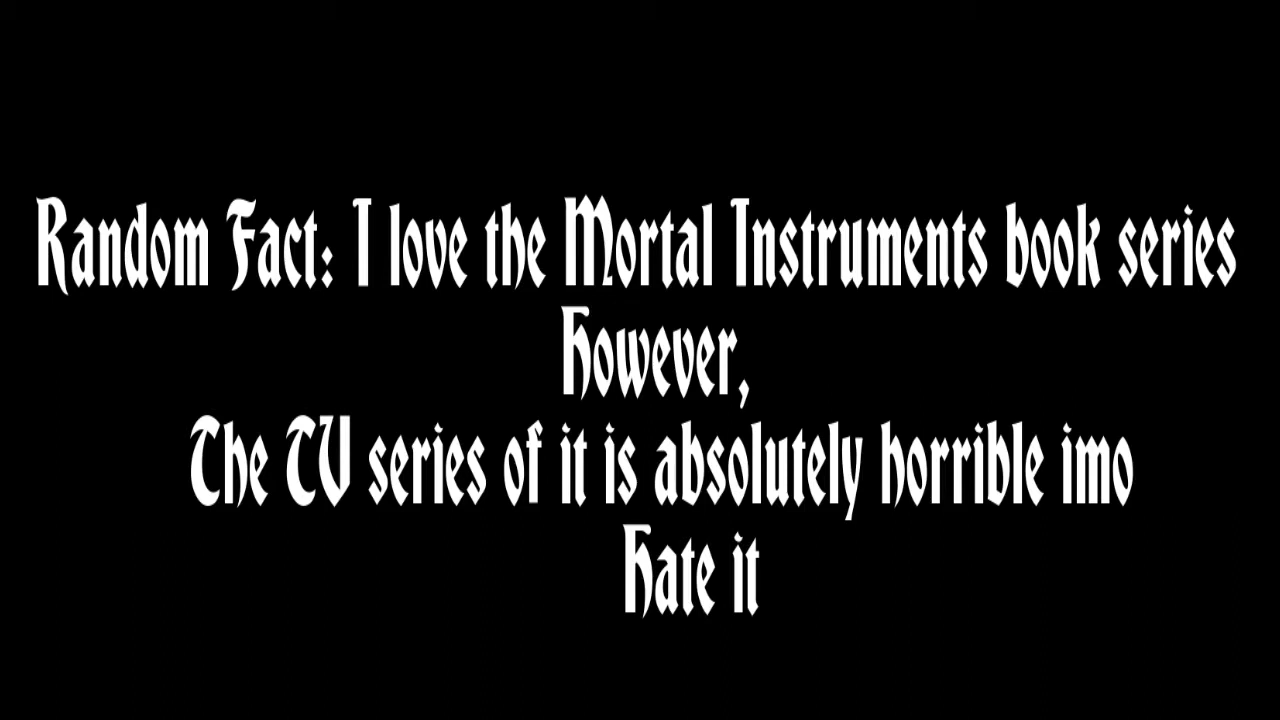 Random Fact: I love the Mortal Instruments book series
However,
The TV series of it is absolutely horrible imo
Hate it